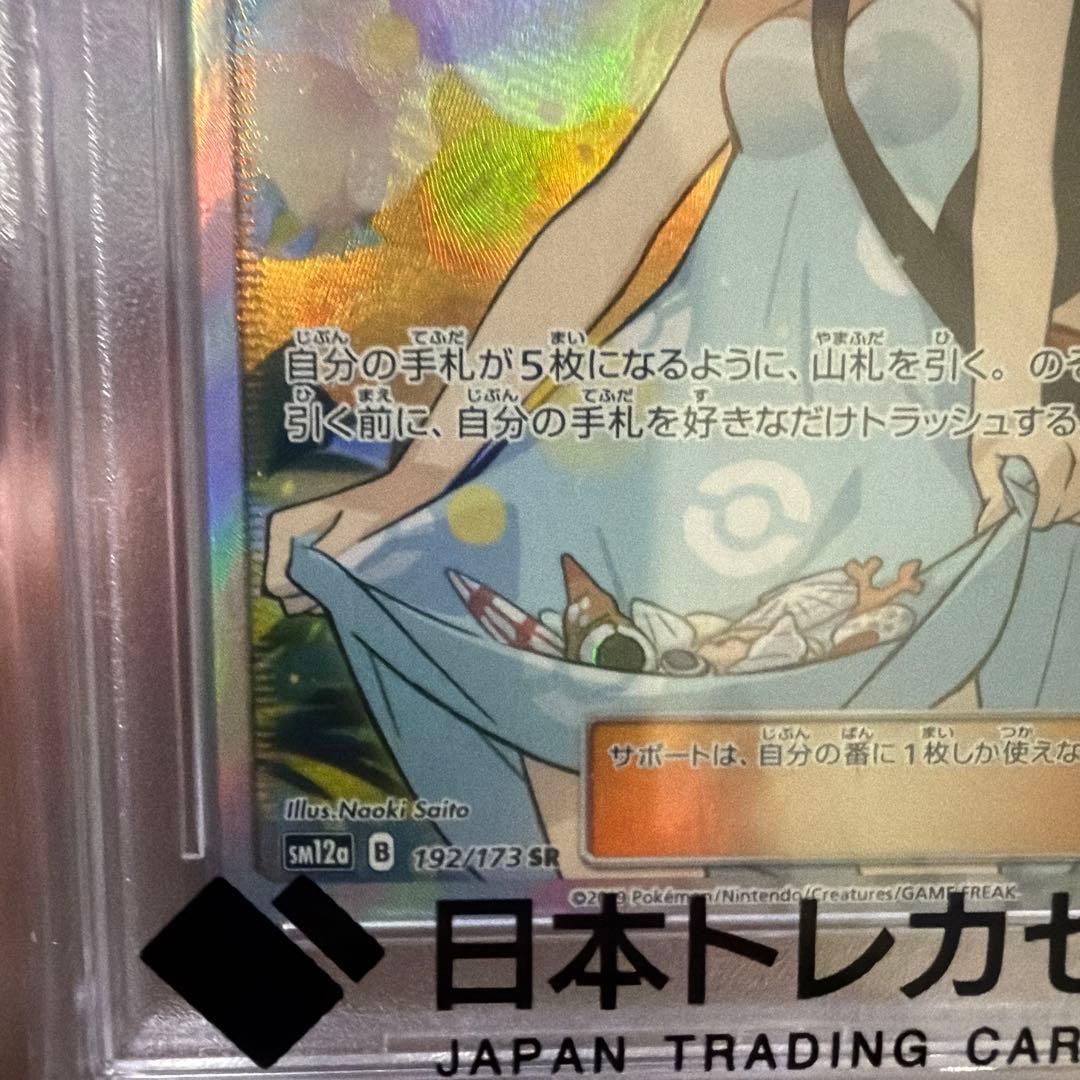 自分の手札が5枚になるように、山札を引く。のぞ
引く前に、自分の手札を好きなだけトラッシュする
サポートは、自分の番に1枚しか使えな
Illus.Naoki Saito
SM12a B 192/173 SR
©2019 Pokémon/Nintendo/Creatures/GAME FREAK
日本トレカセ
JAPAN TRADING CAR